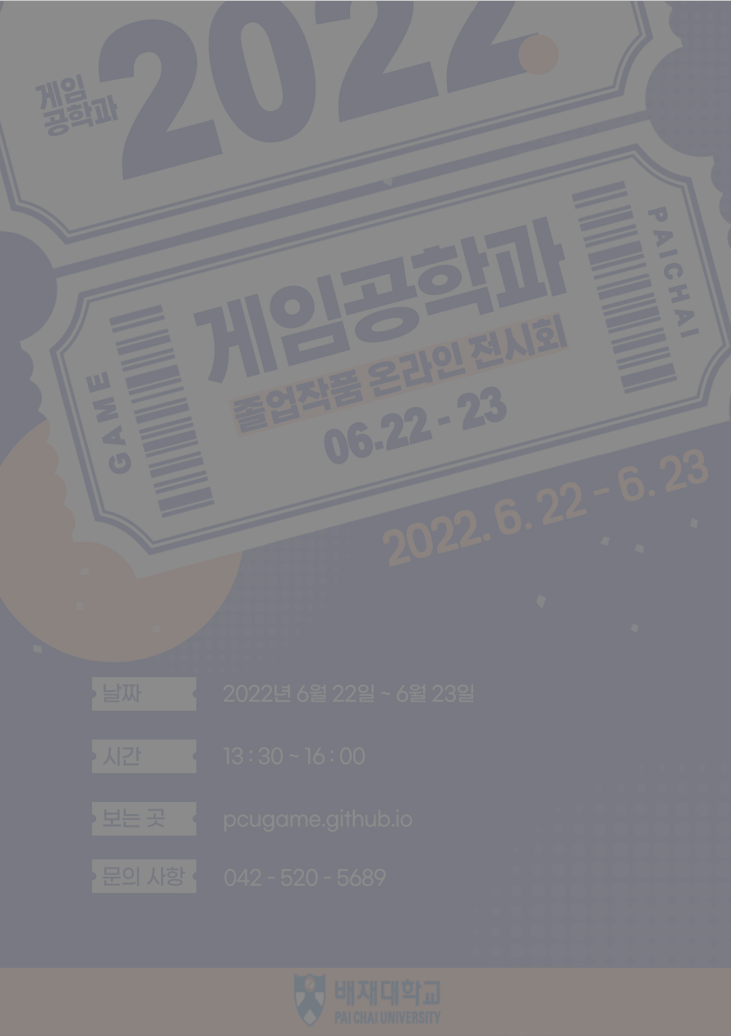 2022.
게임
공학과
게임공학과
졸업작품 온라인 전시회
06.22 - 23
GAME
PAICHAI
2022. 6. 22 - 6. 23
날짜 2022년 6월 22일 ~ 6월 23일
시간 13 : 30 ~ 16 : 00
보는 곳 pcugame.github.io
문의 사항 042 - 520 - 5689
배재대학교
PAI CHAI UNIVERSITY